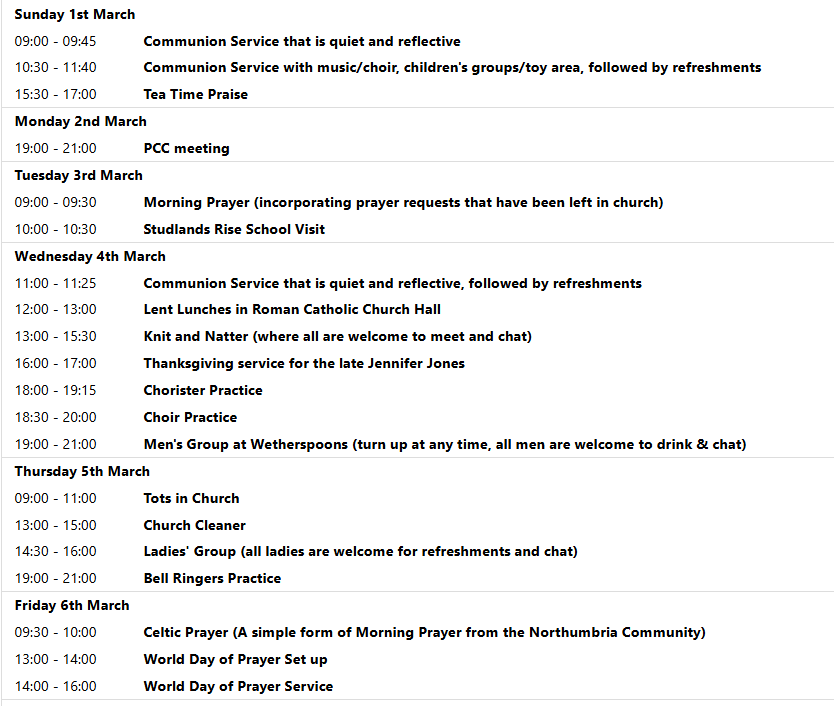 Sunday 1st March
09:00 - 09:45 Communion Service that is quiet and reflective
10:30 - 11:40 Communion Service with music/choir, children's groups/toy area, followed by refreshments
15:30 - 17:00 Tea Time Praise
Monday 2nd March
19:00 - 21:00 PCC meeting
Tuesday 3rd March
09:00 - 09:30 Morning Prayer (incorporating prayer requests that have been left in church)
10:00 - 10:30 Studlands Rise School Visit
Wednesday 4th March
11:00 - 11:25 Communion Service that is quiet and reflective, followed by refreshments
12:00 - 13:00 Lent Lunches in Roman Catholic Church Hall
13:00 - 15:30 Knit and Natter (where all are welcome to meet and chat)
16:00 - 17:00 Thanksgiving service for the late Jennifer Jones
18:00 - 19:15 Chorister Practice
18:30 - 20:00 Choir Practice
19:00 - 21:00 Men's Group at Wetherspoons (turn up at any time, all men are welcome to drink & chat)
Thursday 5th March
09:00 - 11:00 Tots in Church
13:00 - 15:00 Church Cleaner
14:30 - 16:00 Ladies' Group (all ladies are welcome for refreshments and chat)
19:00 - 21:00 Bell Ringers Practice
Friday 6th March
09:30 - 10:00 Celtic Prayer (A simple form of Morning Prayer from the Northumbria Community)
13:00 - 14:00 World Day of Prayer Set up
14:00 - 16:00 World Day of Prayer Service